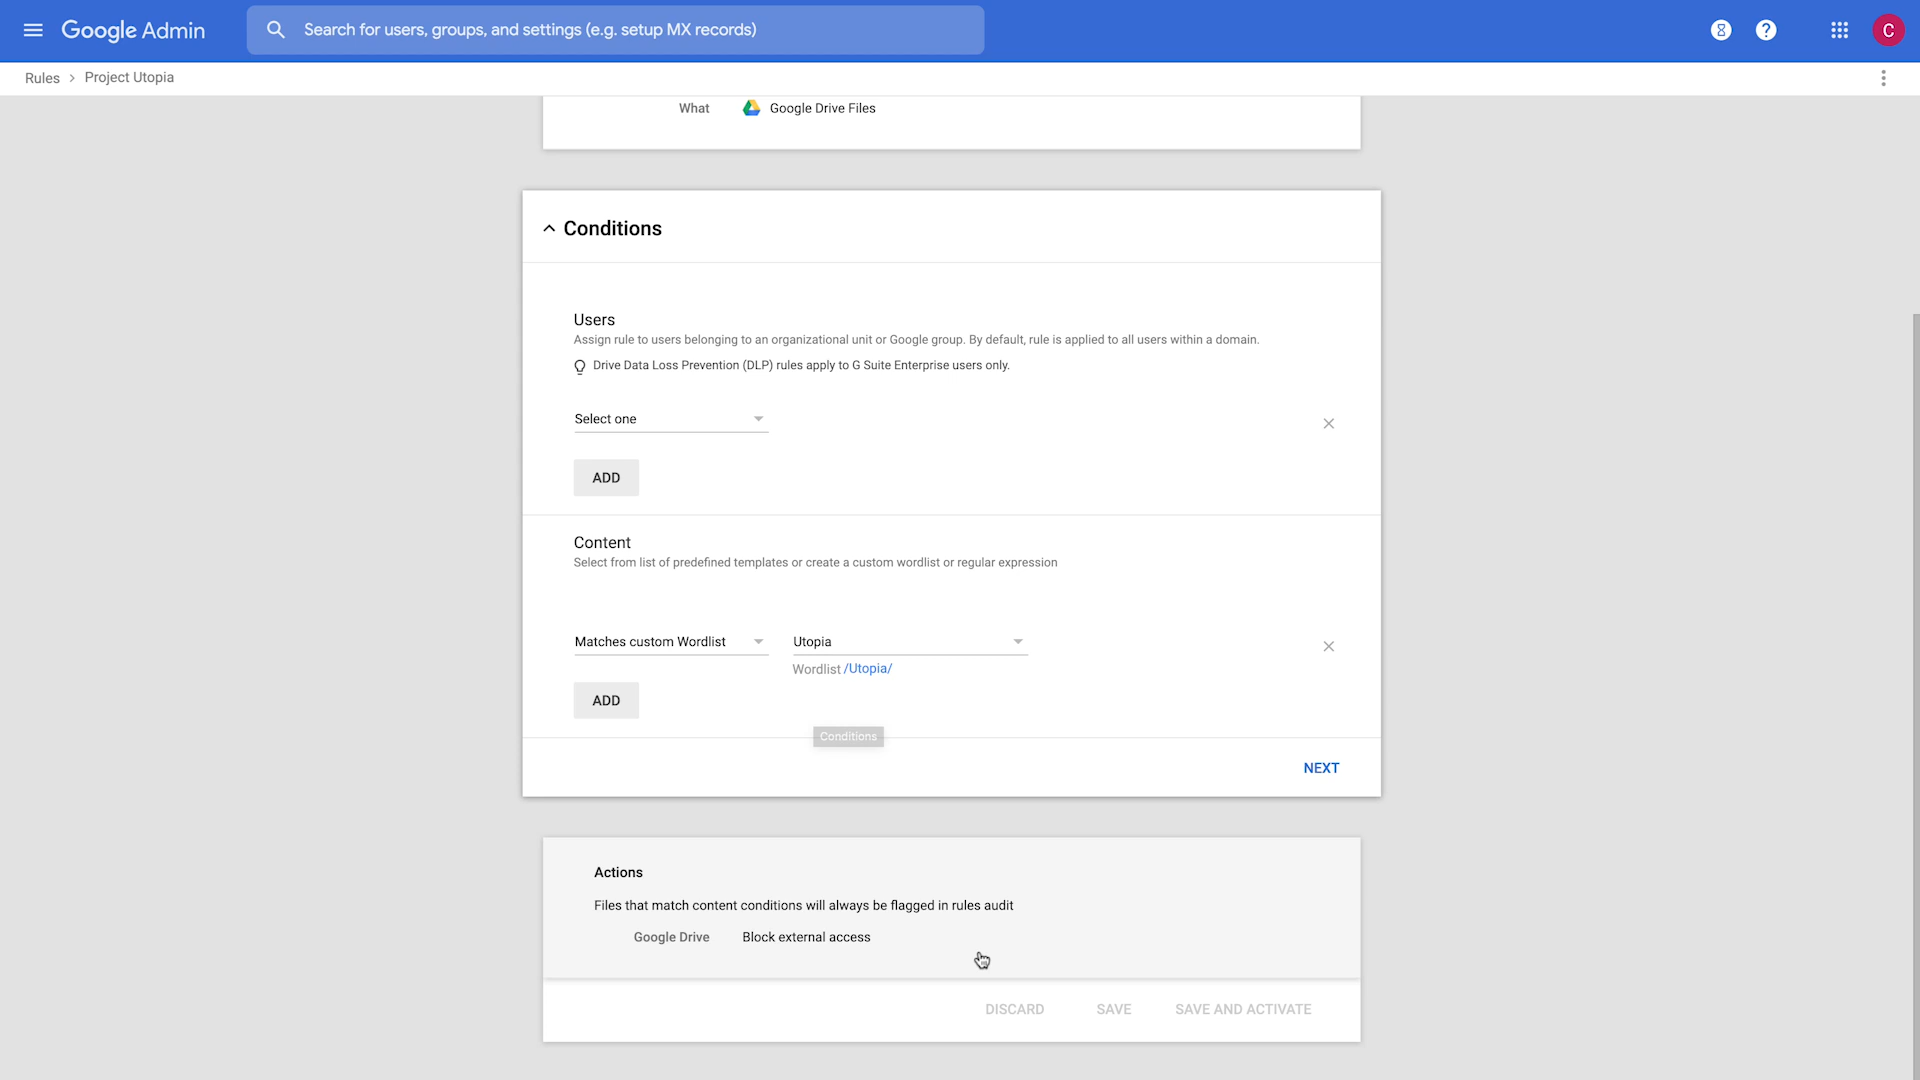 Google Admin
Search for users, groups, and settings (e.g. setup MX records)
C
Rules > Project Utopia
What Google Drive Files
Conditions
Users
Assign rule to users belonging to an organizational unit or Google group. By default, rule is applied to all users within a domain.
Drive Data Loss Prevention (DLP) rules apply to G Suite Enterprise users only.
Select one
ADD
Content
Select from list of predefined templates or create a custom wordlist or regular expression
Matches custom Wordlist Utopia
Wordlist /Utopia/
ADD
Conditions
NEXT
Actions
Files that match content conditions will always be flagged in rules audit
Google Drive Block external access
DISCARD SAVE SAVE AND ACTIVATE